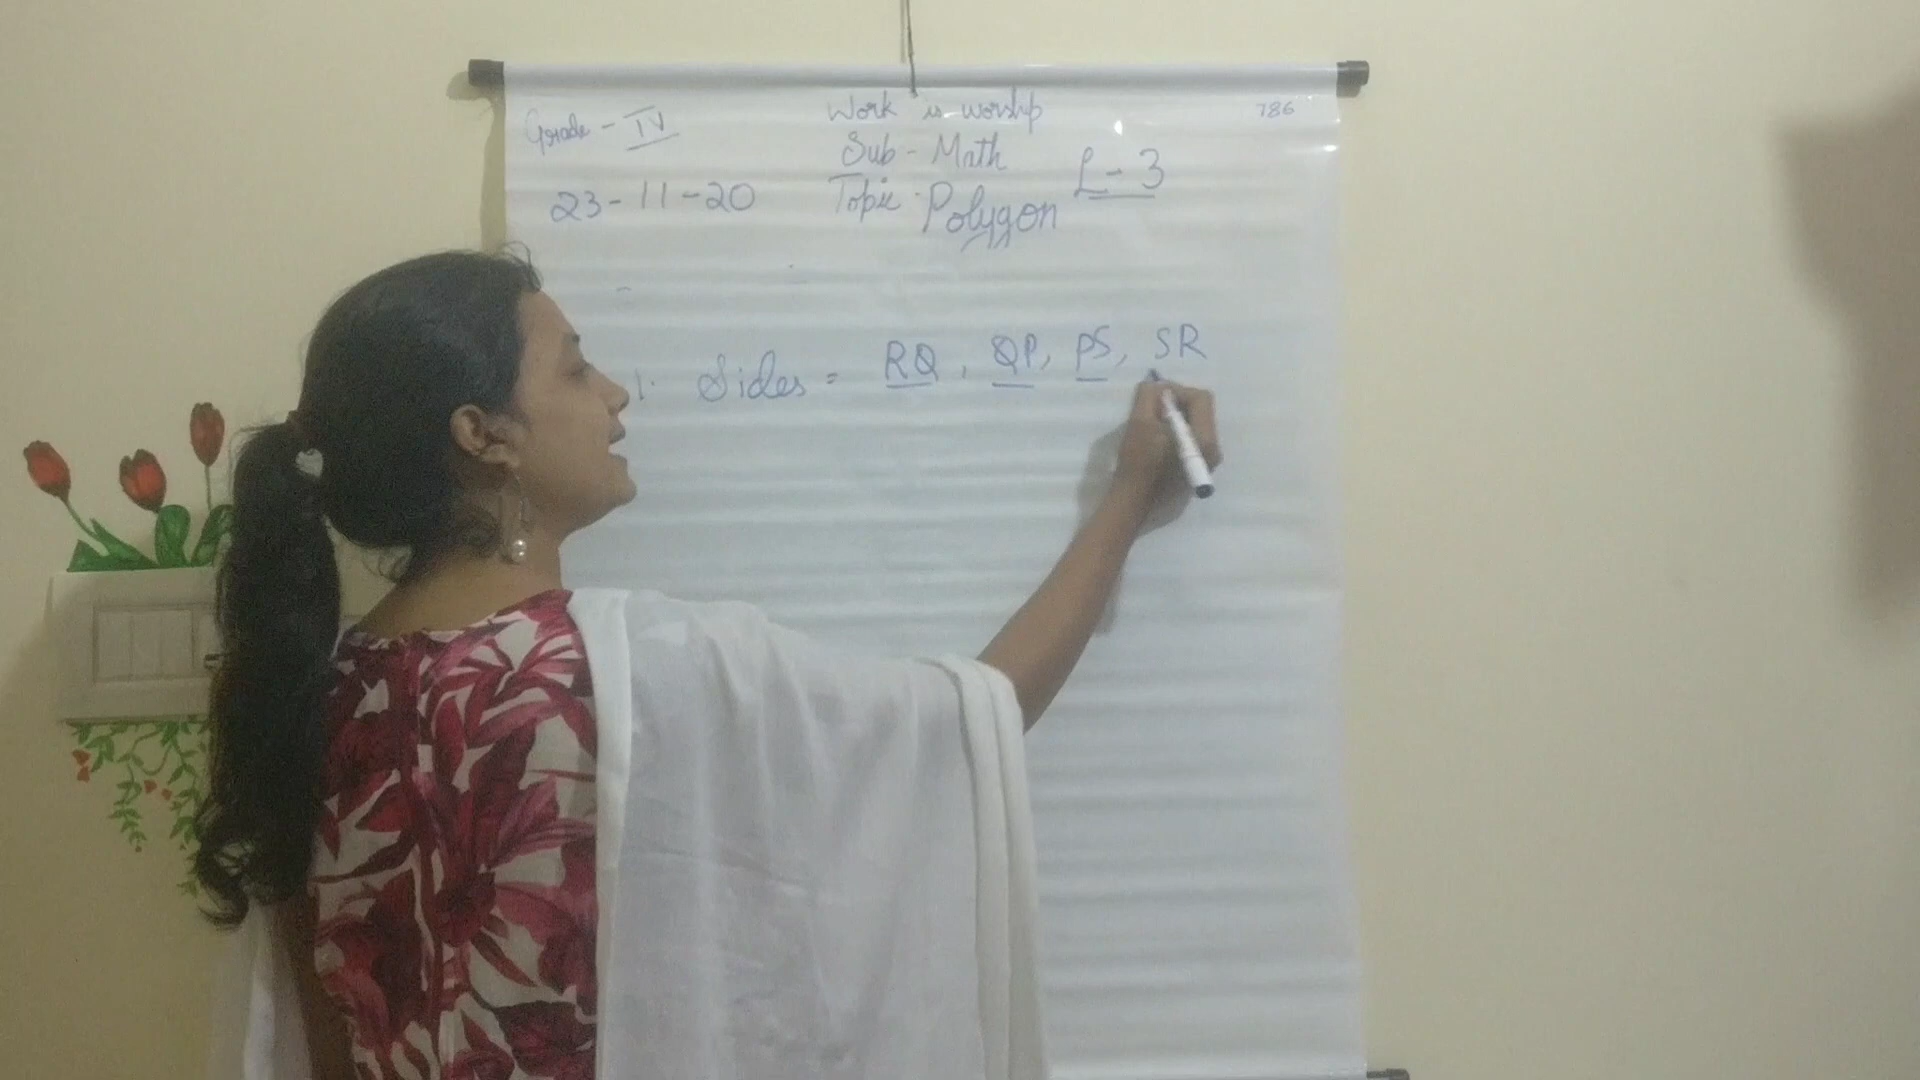 Work is worship 786
Grade - IV
Sub - Math L - 3
23-11-20 Topic - Polygon
1. Sides = RQ, QP, PS, SR